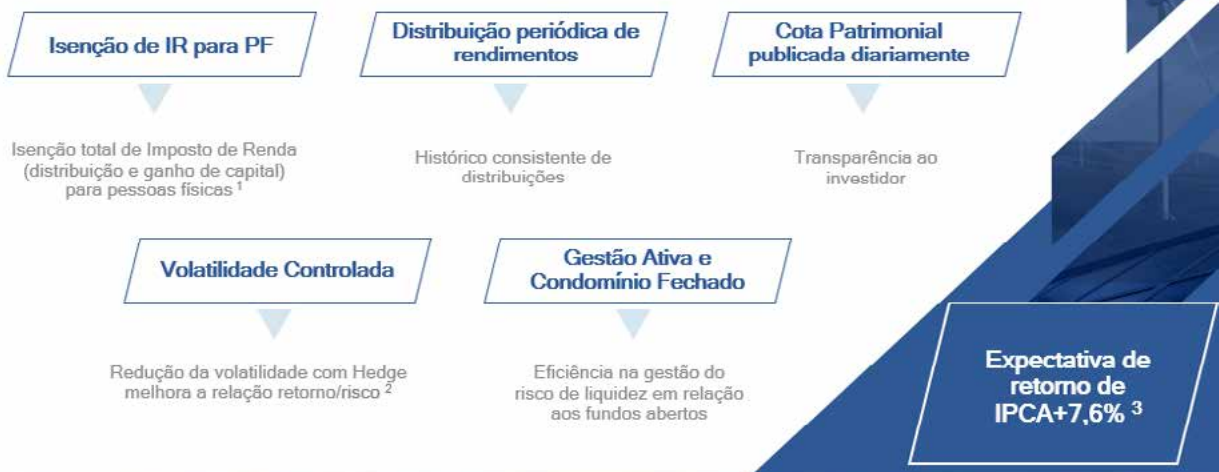 Isenção de IR para PF
Isenção total de Imposto de Renda
(distribuição e ganho de capital)
para pessoas físicas ¹
Distribuição periódica de
rendimentos
Histórico consistente de
distribuições
Cota Patrimonial
publicada diariamente
Transparência ao
investidor
Volatilidade Controlada
Redução da volatilidade com Hedge
melhora a relação retorno/risco ²
Gestão Ativa e
Condomínio Fechado
Eficiência na gestão do
risco de liquidez em relação
aos fundos abertos
Expectativa de
retorno de
IPCA+7,6% ³